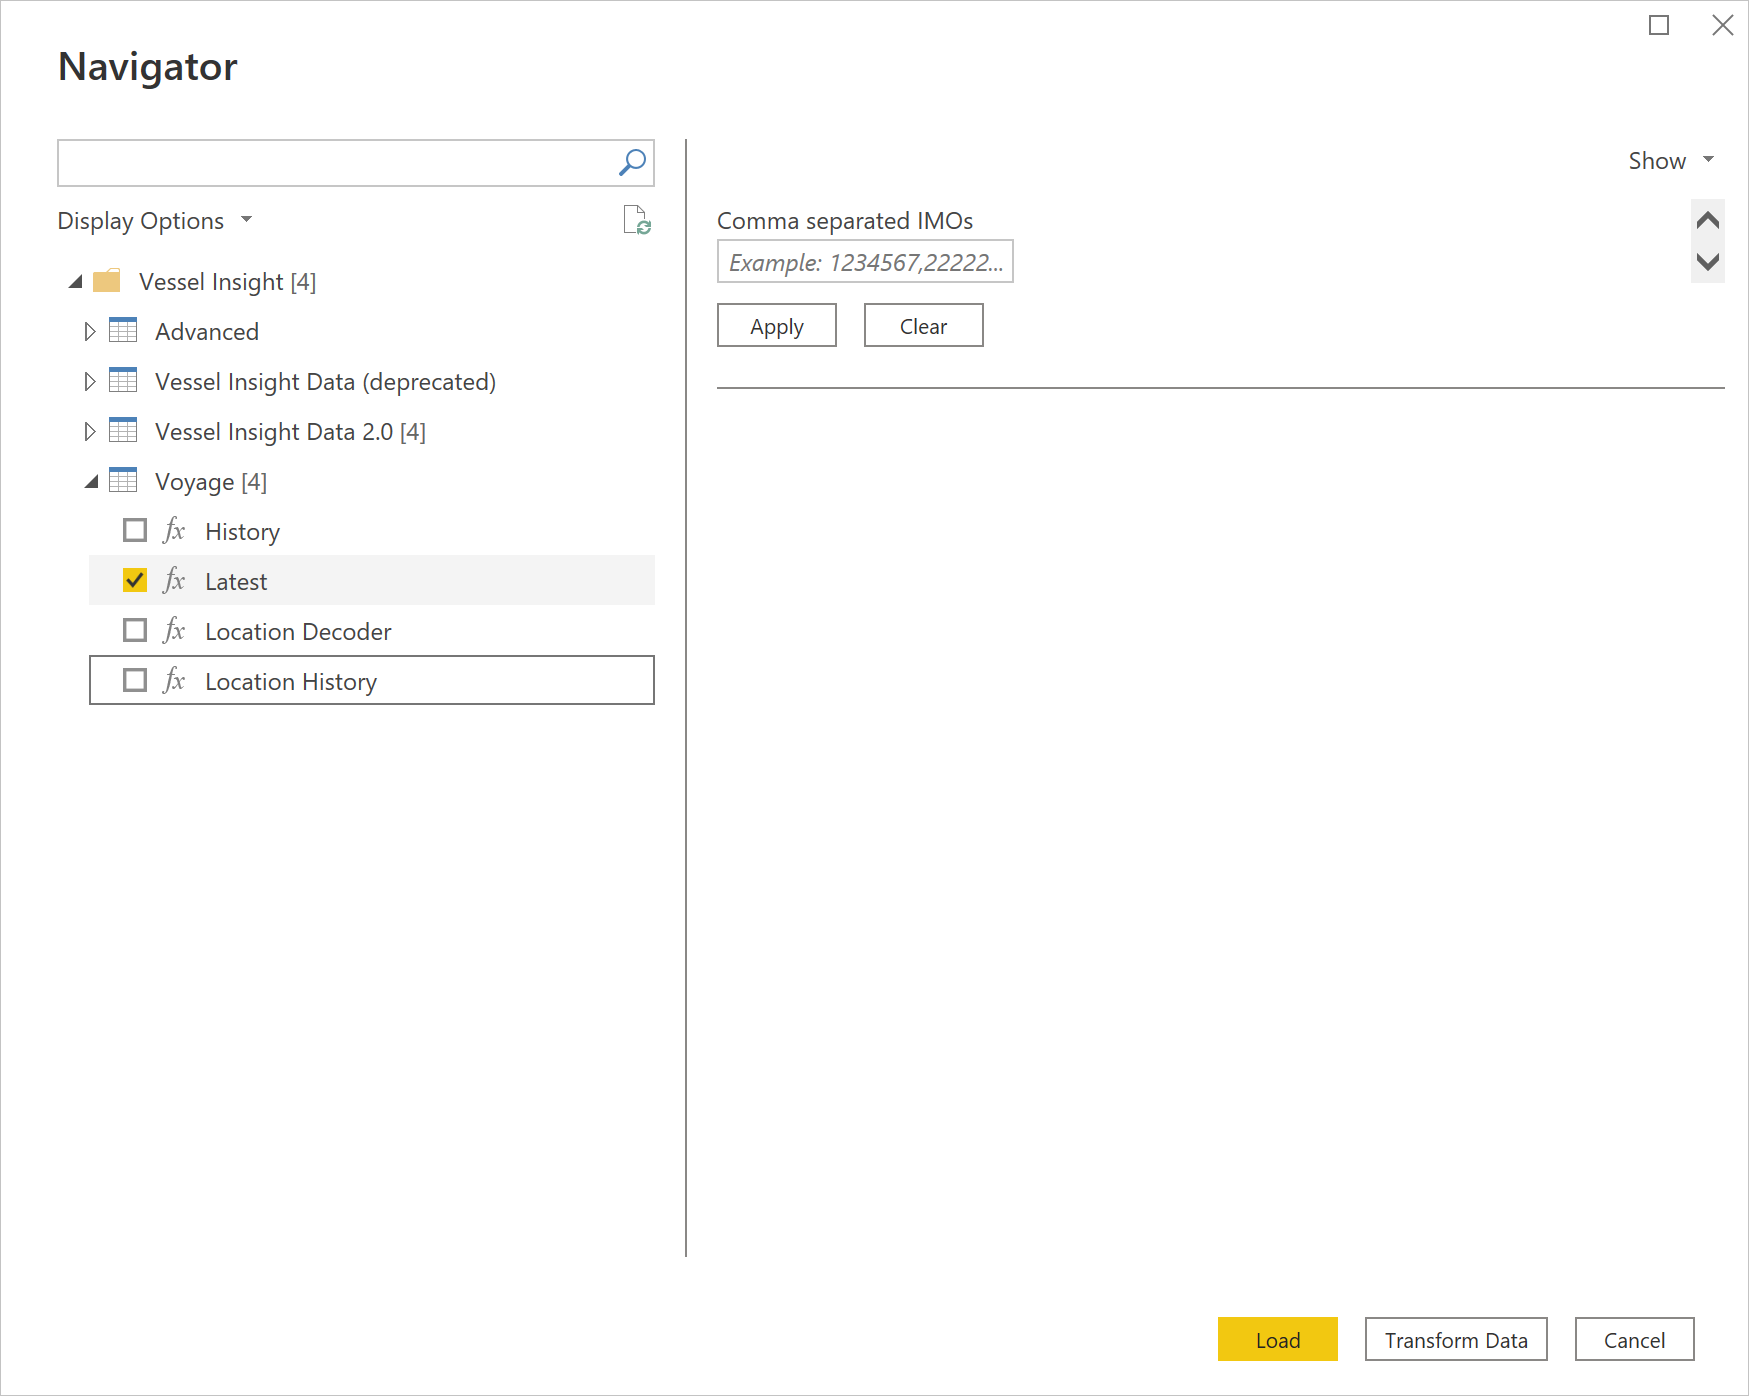 Navigator
Show
Display Options
Comma separated IMOs
Example: 1234567,22222...
Apply
Clear
Vessel Insight [4]
Advanced
Vessel Insight Data (deprecated)
Vessel Insight Data 2.0 [4]
Voyage [4]
fx History
fx Latest
fx Location Decoder
fx Location History
Load
Transform Data
Cancel